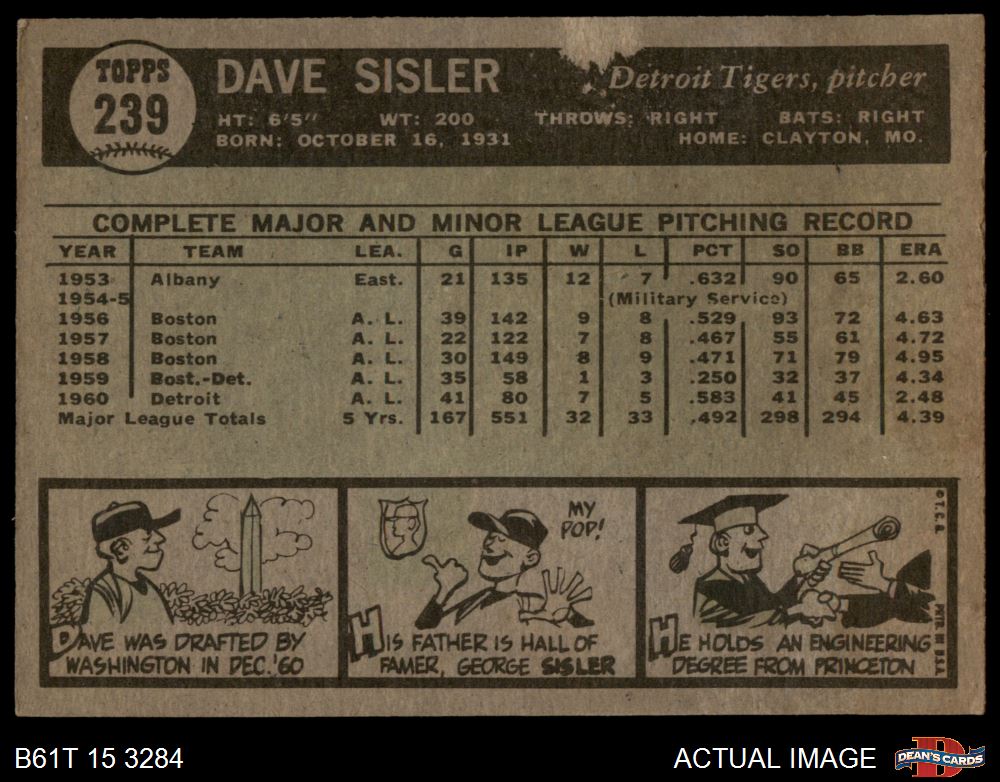 TOPPS
239
DAVE SISLER
Detroit Tigers, pitcher
HT: 6'5" WT: 200 THROWS: RIGHT BATS: RIGHT
BORN: OCTOBER 16, 1931 HOME: CLAYTON, MO.
COMPLETE MAJOR AND MINOR LEAGUE PITCHING RECORD
YEAR TEAM LEA. G IP W L PCT SO BB ERA
1953 Albany East. 21 135 12 7 .632 90 65 2.60
1954-5 (Military Service)
1956 Boston A. L. 39 142 9 8 .529 93 72 4.63
1957 Boston A. L. 22 122 7 8 .467 55 61 4.72
1958 Boston A. L. 30 149 8 9 .471 71 79 4.95
1959 Bost.-Det. A. L. 35 58 1 3 .250 32 37 4.34
1960 Detroit A. L. 41 80 7 5 .583 41 45 2.48
Major League Totals 5 Yrs. 167 551 32 33 .492 298 294 4.39
DAVE WAS DRAFTED BY
WASHINGTON IN DEC. '60
MY
POP!
HIS FATHER IS HALL OF
FAMER, GEORGE SISLER
HE HOLDS AN ENGINEERING
DEGREE FROM PRINCETON
© T.C.G.
PRTD. IN U.S.A.
B61T 15 3284
ACTUAL IMAGE
D
DEAN'S CARDS